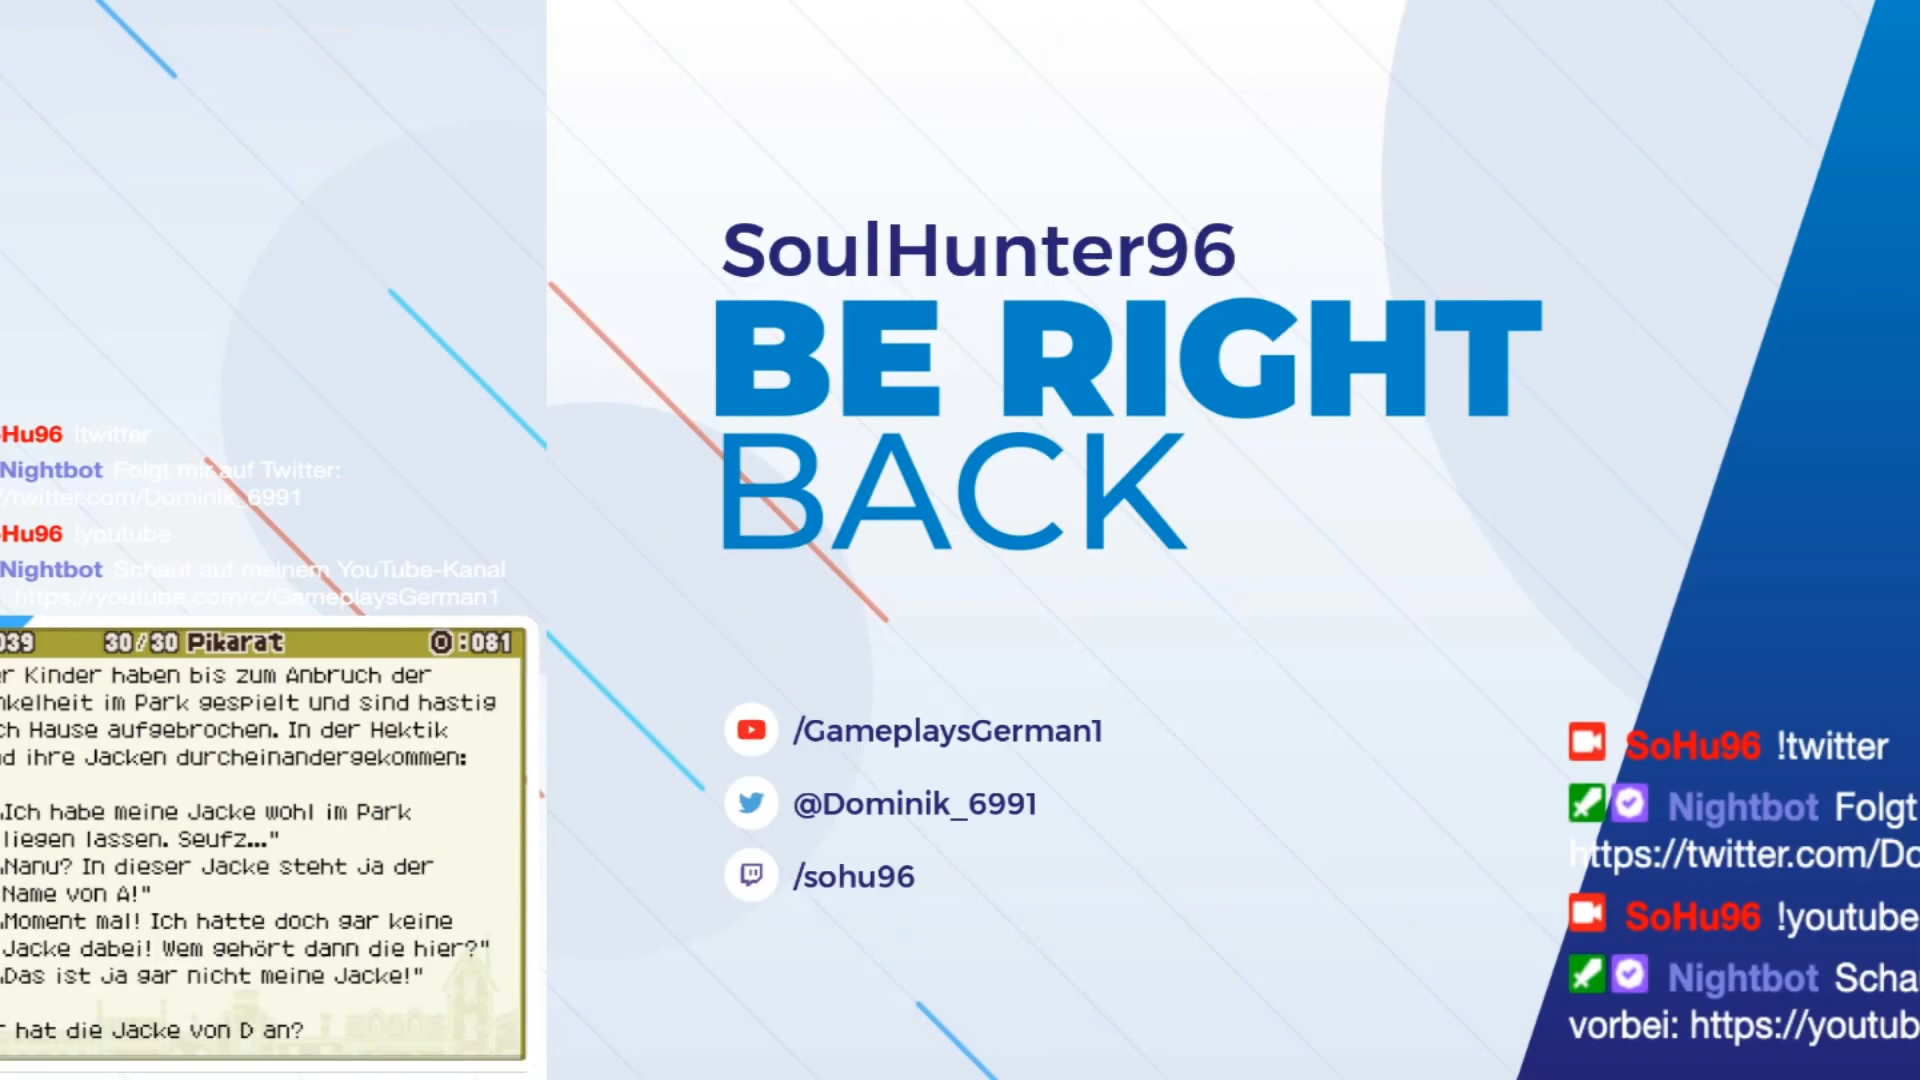 SoulHunter96
BE RIGHT
BACK
/GameplaysGerman1
@Dominik_6991
/sohu96
Hu96 !twitter
Nightbot Folgt mir auf Twitter:
//twitter.com/Dominik_6991
Hu96 !youtube
Nightbot Schaut auf meinem YouTube-Kanal
: https://youtube.com/c/GameplaysGerman1
039 30/30 Pikarat :081
r Kinder haben bis zum Anbruch der
nkelheit im Park gespielt und sind hastig
ch Hause aufgebrochen. In der Hektik
d ihre Jacken durcheinandergekommen:
Ich habe meine Jacke wohl im Park
liegen lassen. Seufz..."
Nanu? In dieser Jacke steht ja der
Name von A!"
Moment mal! Ich hatte doch gar keine
Jacke dabei! Wem gehört dann die hier?"
Das ist ja gar nicht meine Jacke!"
r hat die Jacke von D an?
SoHu96 !twitter
Nightbot Folgt
https://twitter.com/Do
SoHu96 !youtube
Nightbot Scha
vorbei: https://youtub